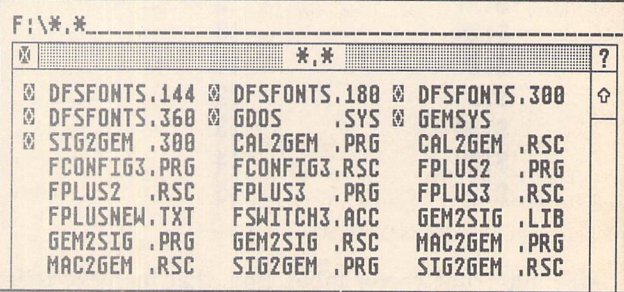 F:\*.*
*.* ?
DFSFONTS.144 DFSFONTS.180 DFSFONTS.300
DFSFONTS.360 GDOS .SYS GEMSYS
SIG2GEM .300 CAL2GEM .PRG CAL2GEM .RSC
FCONFIG3.PRG FCONFIG3.RSC FPLUS2 .PRG
FPLUS2 .RSC FPLUS3 .PRG FPLUS3 .RSC
FPLUSNEW.TXT FSWITCH3.ACC GEM2SIG .LIB
GEM2SIG .PRG GEM2SIG .RSC MAC2GEM .PRG
MAC2GEM .RSC SIG2GEM .PRG SIG2GEM .RSC